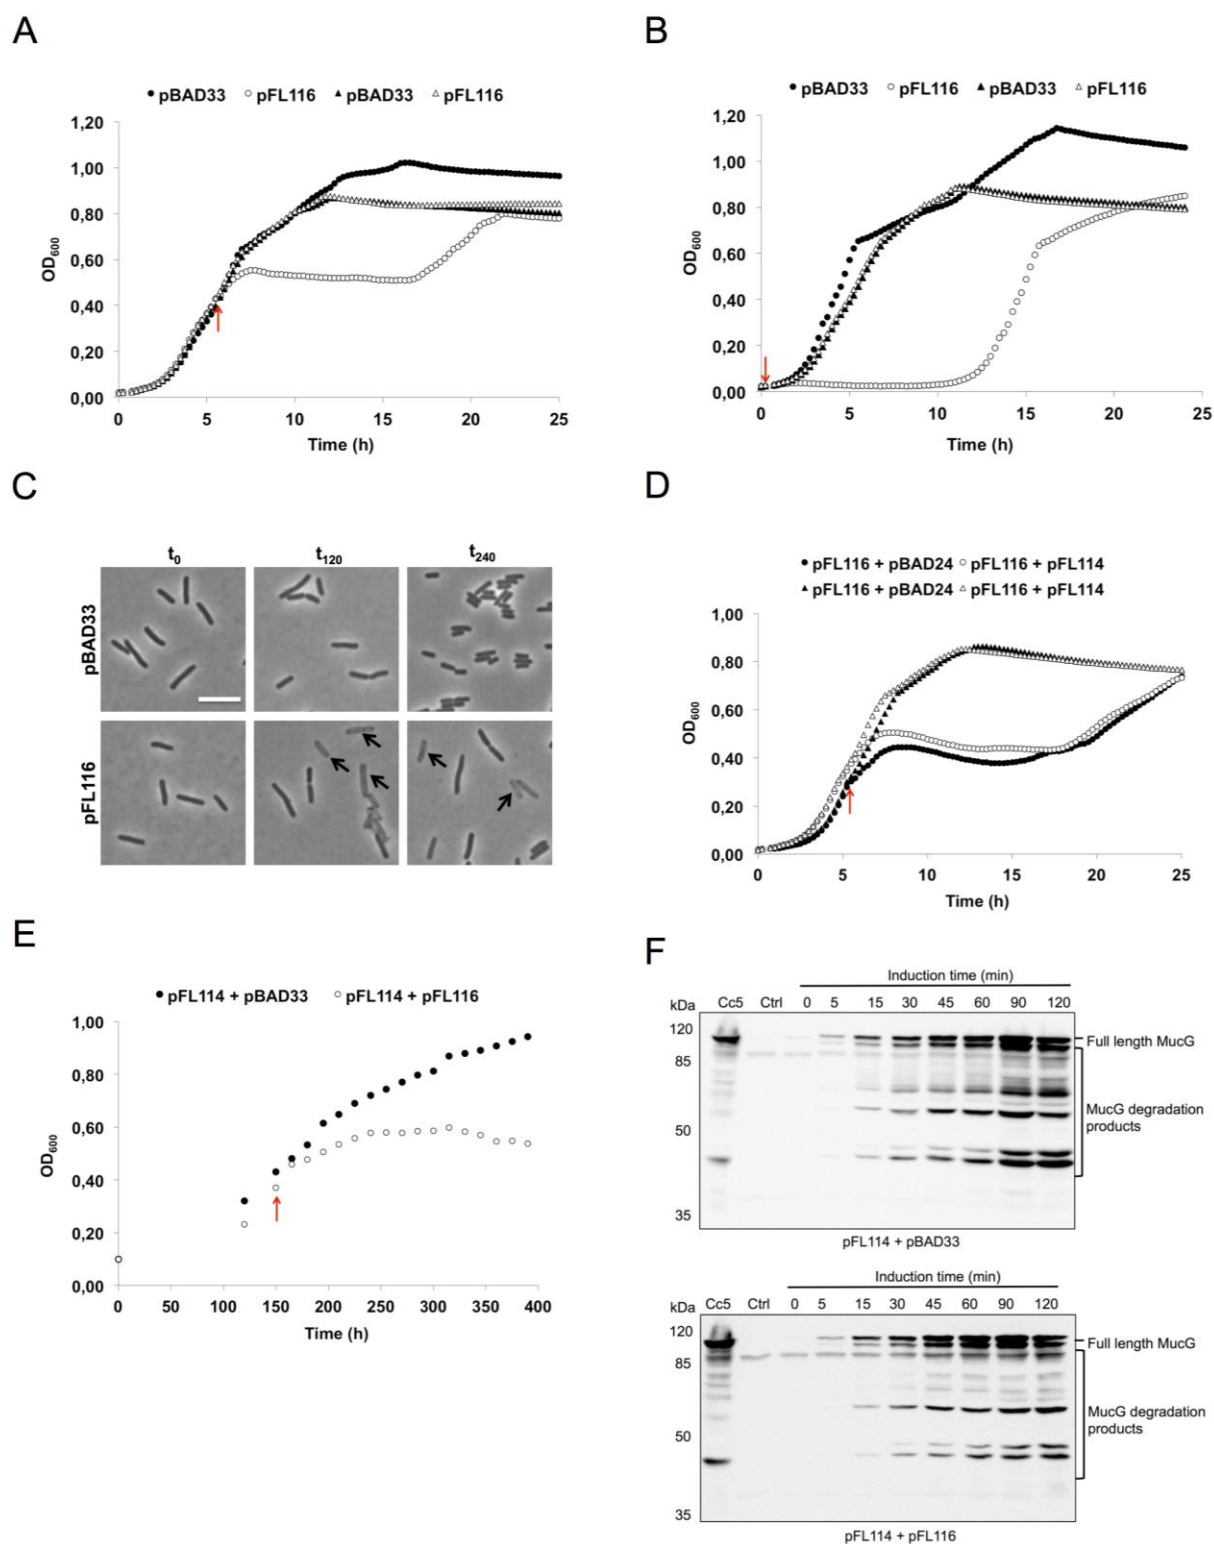 A
● pBAD33 ○ pFL116 ▲ pBAD33 △ pFL116
OD600
1,20
1,00
0,80
0,60
0,40
0,20
0,00
0 5 10 15 20 25
Time (h)
B
● pBAD33 ○ pFL116 ▲ pBAD33 △ pFL116
OD600
1,20
1,00
0,80
0,60
0,40
0,20
0,00
0 5 10 15 20 25
Time (h)
C
t0 t120 t240
pBAD33
pFL116
D
● pFL116 + pBAD24 ○ pFL116 + pFL114
▲ pFL116 + pBAD24 △ pFL116 + pFL114
OD600
1,00
0,80
0,60
0,40
0,20
0,00
0 5 10 15 20 25
Time (h)
E
● pFL114 + pBAD33 ○ pFL114 + pFL116
OD600
1,00
0,80
0,60
0,40
0,20
0,00
0 50 100 150 200 250 300 350 400
Time (h)
F
Induction time (min)
kDa Cc5 Ctrl 0 5 15 30 45 60 90 120
120
85
50
35
Full length MucG
MucG degradation
products
pFL114 + pBAD33
Induction time (min)
kDa Cc5 Ctrl 0 5 15 30 45 60 90 120
120
85
50
35
Full length MucG
MucG degradation
products
pFL114 + pFL116